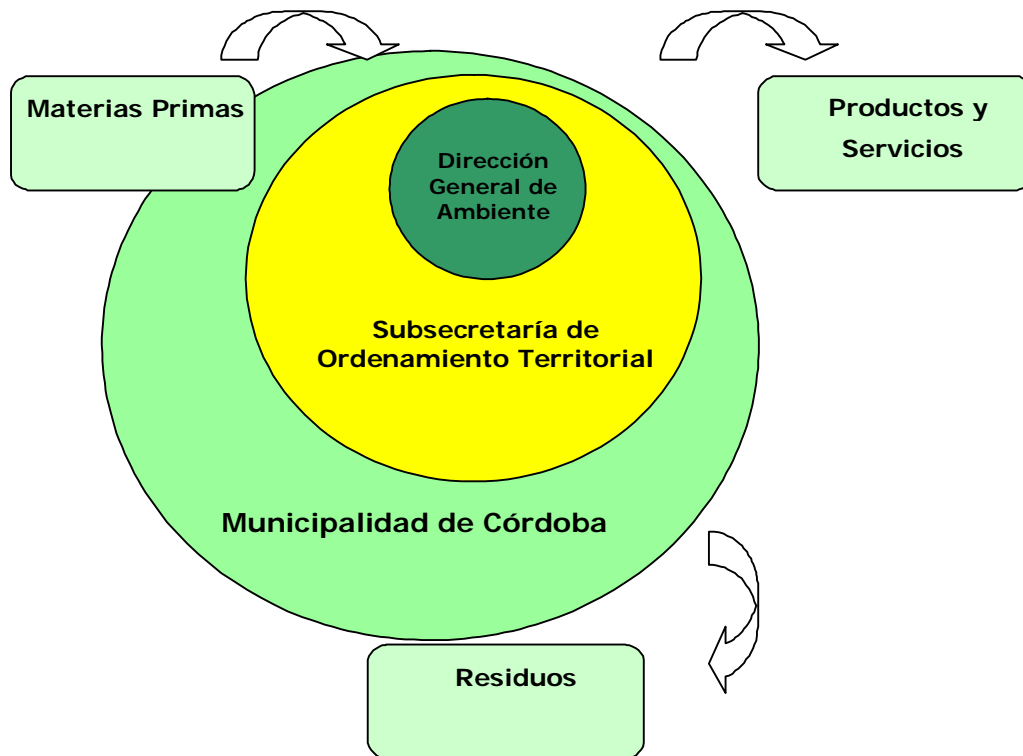 Materias Primas
Productos y
Servicios
Dirección
General de
Ambiente
Subsecretaría de
Ordenamiento Territorial
Municipalidad de Córdoba
Residuos